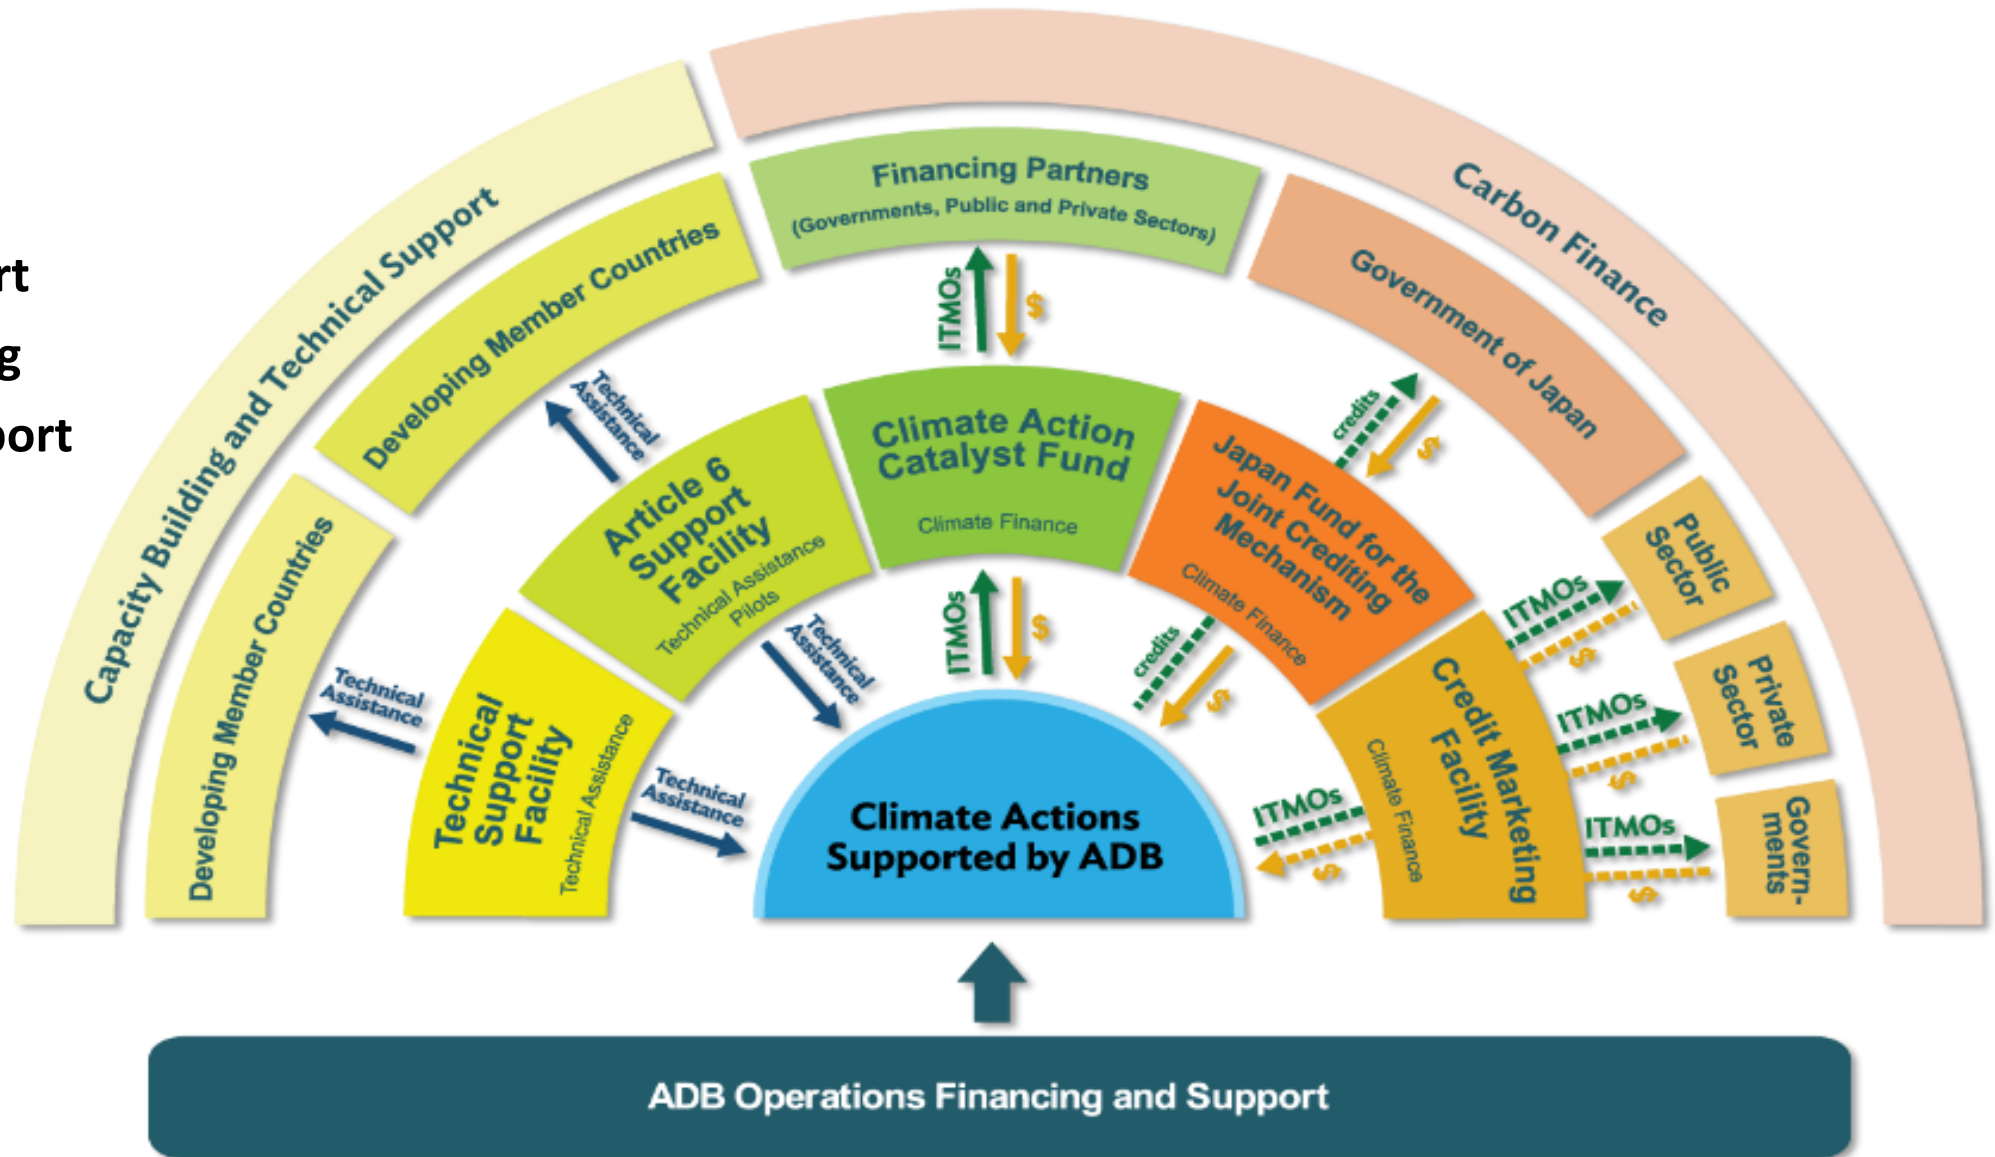 rt
g
port
Capacity Building and Technical Support
Carbon Finance
Developing Member Countries
Developing Member Countries
Financing Partners
(Governments, Public and Private Sectors)
Government of Japan
Public
Sector
Private
Sector
Govern-
ments
Technical
Assistance
Technical
Assistance
ITMOs
$
credits
$
ITMOs
$
ITMOs
$
ITMOs
$
Technical
Support
Facility
Technical Assistance
Article 6
Support
Facility
Technical Assistance
Pilots
Climate Action
Catalyst Fund
Climate Finance
Japan Fund for the
Joint Crediting
Mechanism
Climate Finance
Credit Marketing
Facility
Climate Finance
Technical
Assistance
Technical
Assistance
ITMOs
$
credits
$
ITMOs
$
Climate Actions
Supported by ADB
ADB Operations Financing and Support